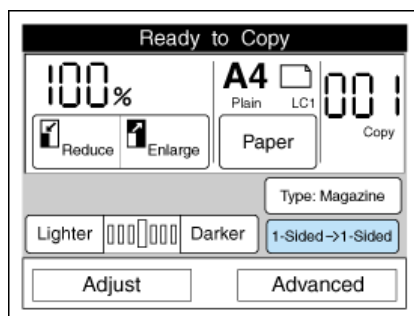 Ready to Copy
100%
A4
Plain LC1
001
Copy
Reduce Enlarge
Paper
Type: Magazine
Lighter Darker
1-Sided->1-Sided
Adjust Advanced